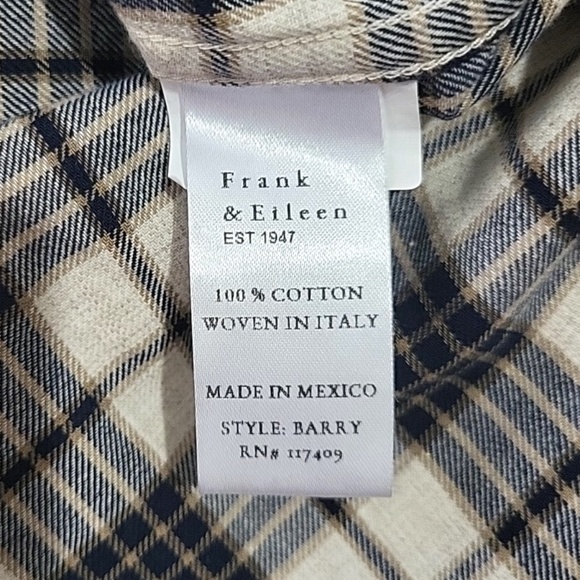 Frank
& Eileen
EST 1947
100 % COTTON
WOVEN IN ITALY
MADE IN MEXICO
STYLE: BARRY
RN# 117409